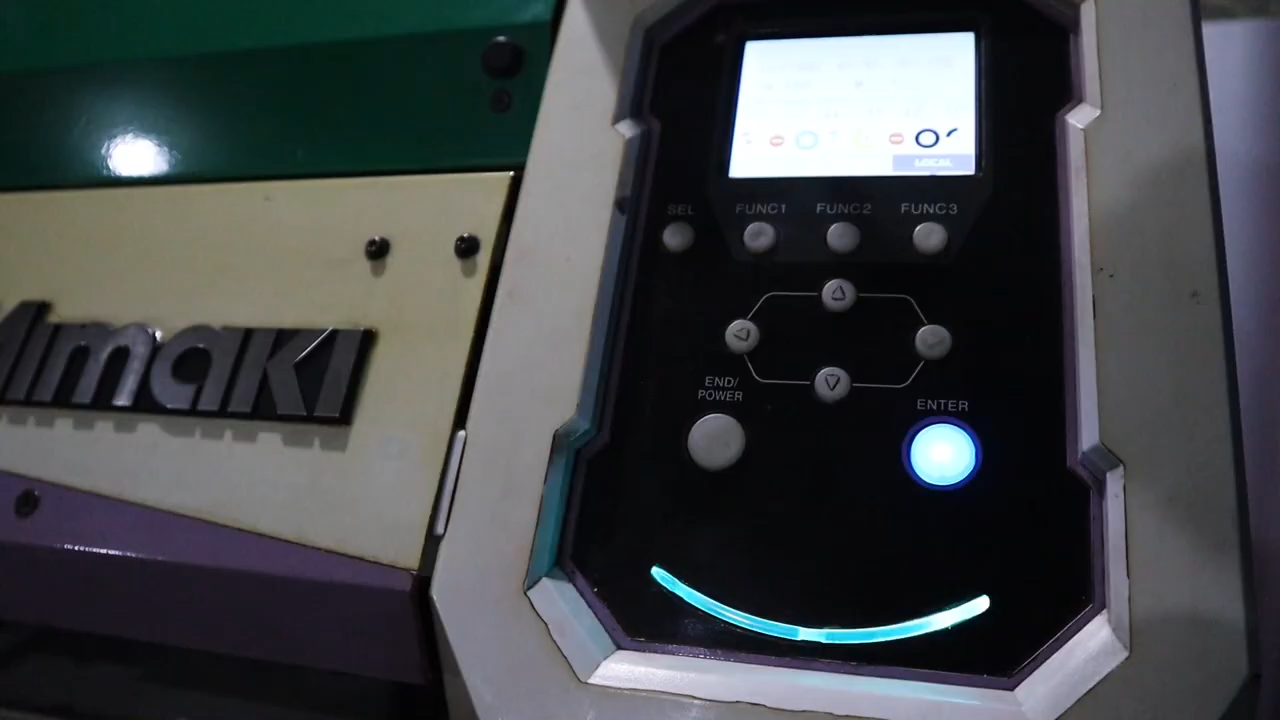 LOCAL
SEL
FUNC1
FUNC2
FUNC3
Mimaki
END/
POWER
ENTER